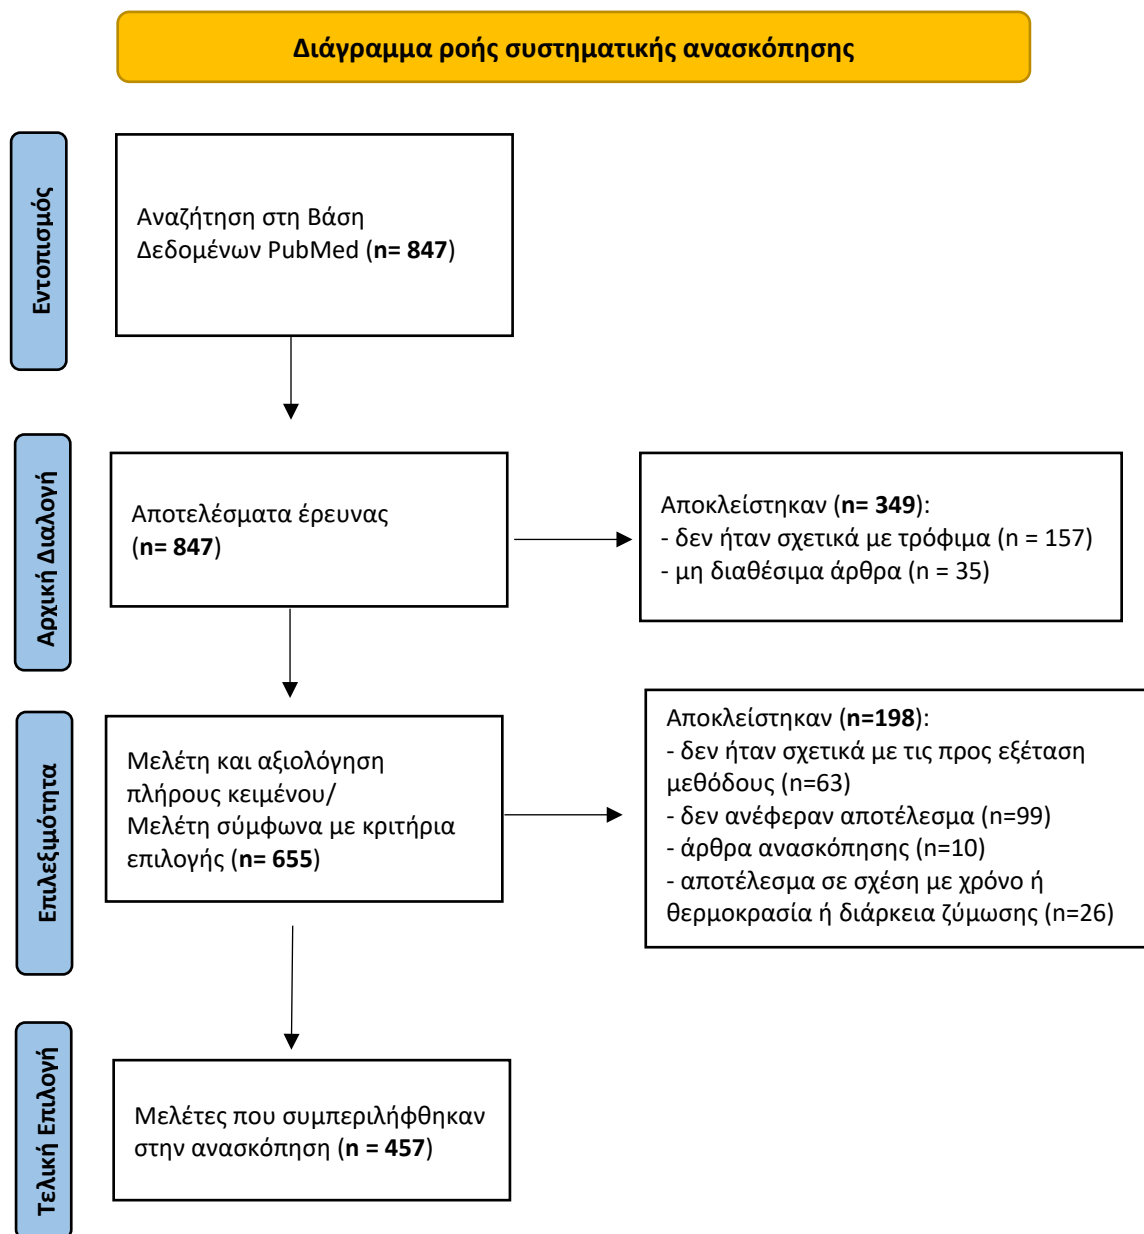 Διάγραμμα ροής συστηματικής ανασκόπησης
Εντοπισμός
Αναζήτηση στη Βάση
Δεδομένων PubMed (n= 847)
Αρχική Διαλογή
Αποτελέσματα έρευνας
(n= 847)
Αποκλείστηκαν (n= 349):
- δεν ήταν σχετικά με τρόφιμα (n = 157)
- μη διαθέσιμα άρθρα (n = 35)
Επιλεξιμότητα
Μελέτη και αξιολόγηση
πλήρους κειμένου/
Μελέτη σύμφωνα με κριτήρια
επιλογής (n= 655)
Αποκλείστηκαν (n=198):
- δεν ήταν σχετικά με τις προς εξέταση
μεθόδους (n=63)
- δεν ανέφεραν αποτέλεσμα (n=99)
- άρθρα ανασκόπησης (n=10)
- αποτέλεσμα σε σχέση με χρόνο ή
θερμοκρασία ή διάρκεια ζύμωσης (n=26)
Τελική Επιλογή
Μελέτες που συμπεριλήφθηκαν
στην ανασκόπηση (n = 457)